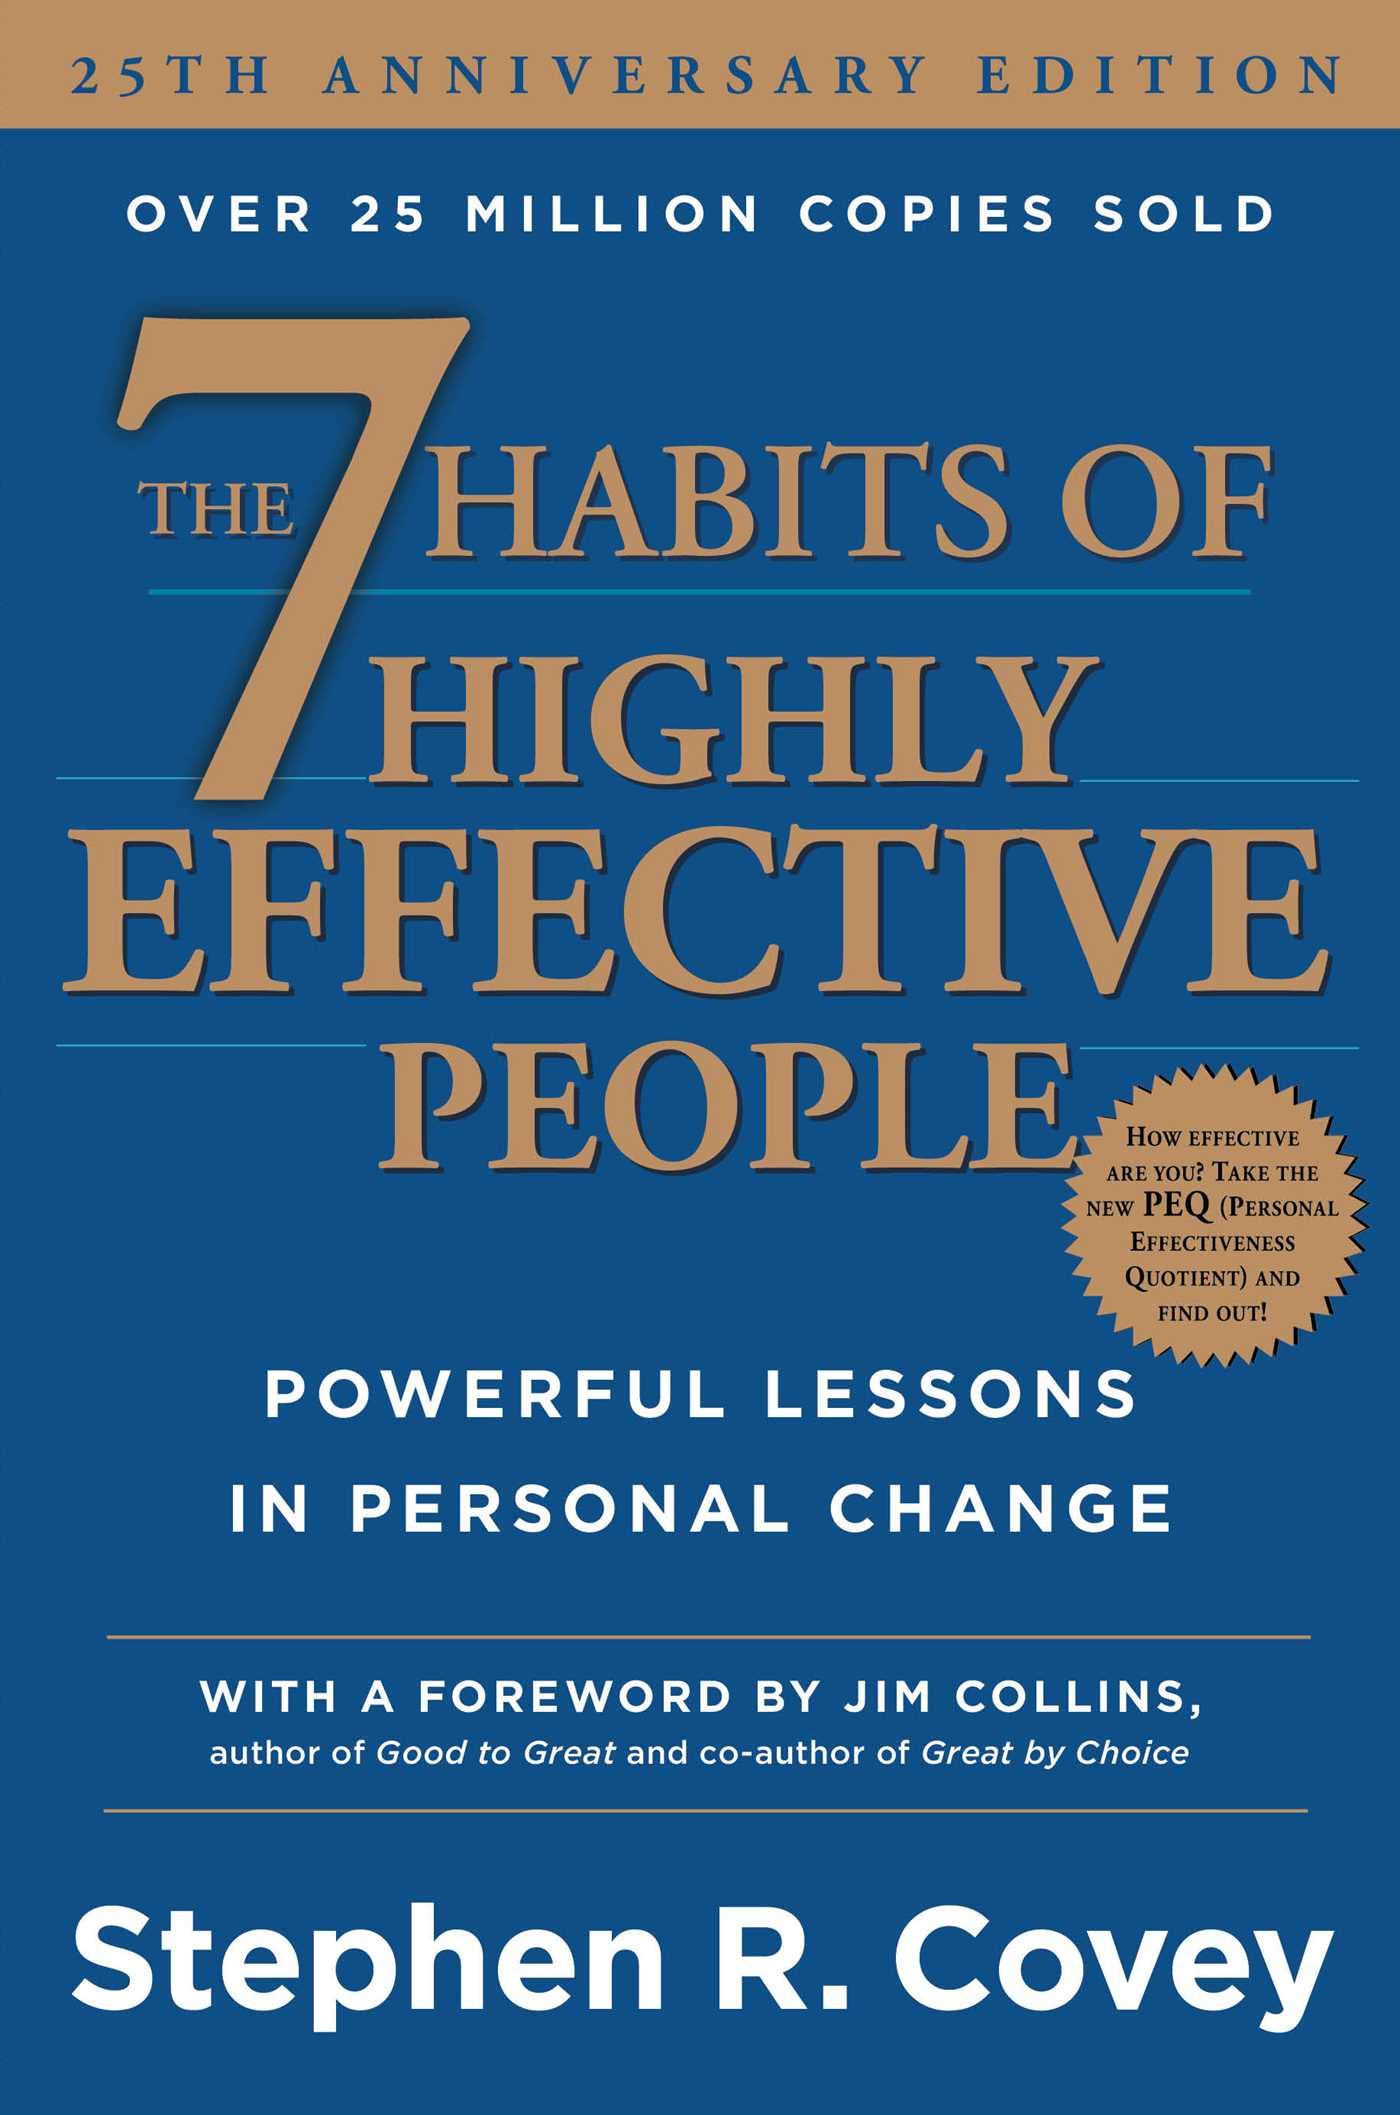 25TH ANNIVERSARY EDITION
OVER 25 MILLION COPIES SOLD
THE 7 HABITS OF
HIGHLY
EFFECTIVE
PEOPLE
HOW EFFECTIVE
ARE YOU? TAKE THE
NEW PEQ (PERSONAL
EFFECTIVENESS
QUOTIENT) AND
FIND OUT!
POWERFUL LESSONS
IN PERSONAL CHANGE
WITH A FOREWORD BY JIM COLLINS,
author of Good to Great and co-author of Great by Choice
Stephen R. Covey